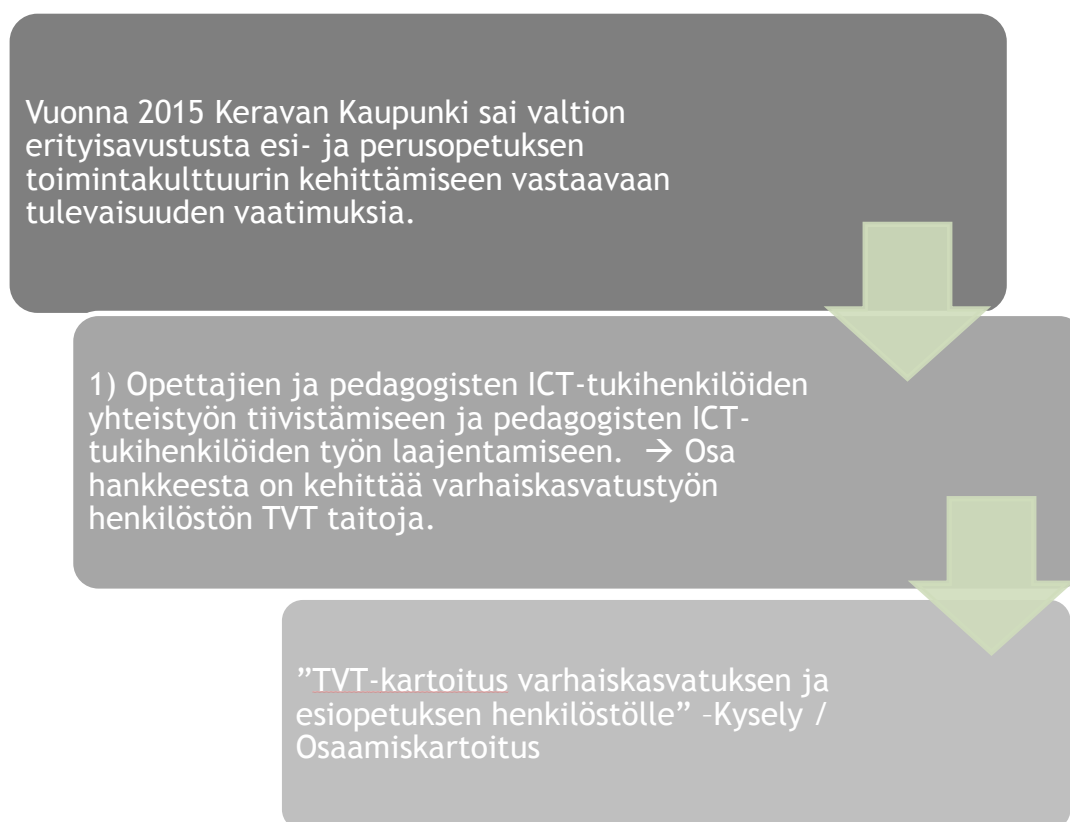 Vuonna 2015 Keravan Kaupunki sai valtion
erityisavustusta esi- ja perusopetuksen
toimintakulttuurin kehittämiseen vastaavaan
tulevaisuuden vaatimuksia.
1) Opettajien ja pedagogisten ICT-tukihenkilöiden
yhteistyön tiivistämiseen ja pedagogisten ICT-
tukihenkilöiden työn laajentamiseen. → Osa
hankkeesta on kehittää varhaiskasvatustyön
henkilöstön TVT taitoja.
”TVT-kartoitus varhaiskasvatuksen ja
esiopetuksen henkilöstölle” –Kysely /
Osaamiskartoitus